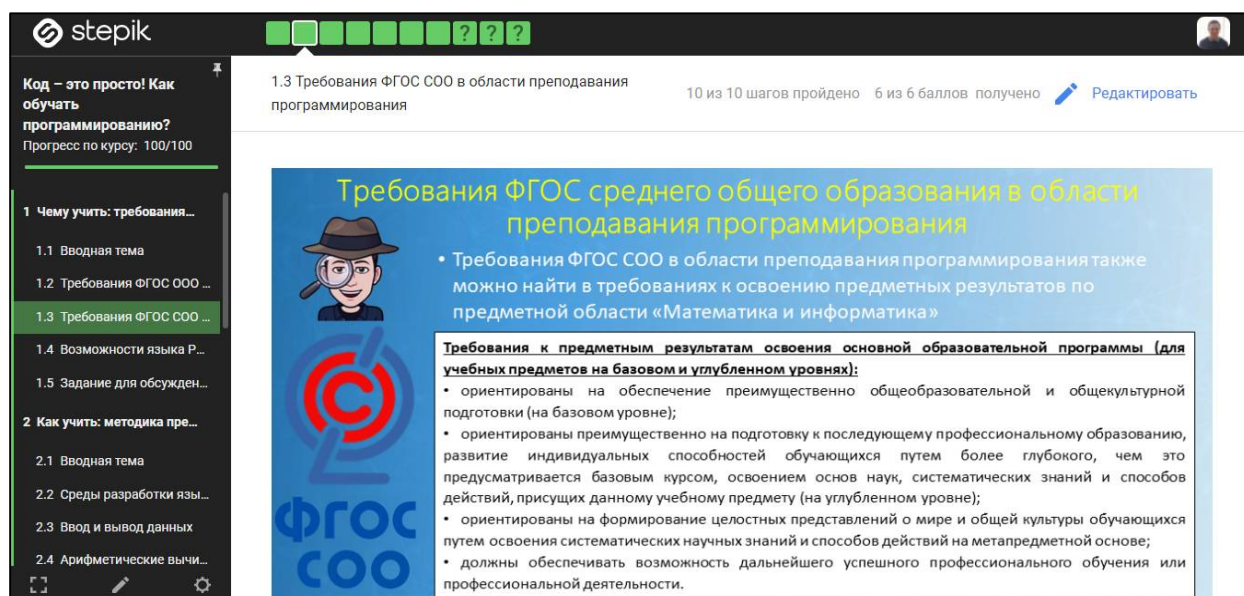 stepik
? ? ?
Код – это просто! Как
обучать
программированию?
Прогресс по курсу: 100/100
1 Чему учить: требования...
1.1 Вводная тема
1.2 Требования ФГОС ООО ...
1.3 Требования ФГОС СОО ...
1.4 Возможности языка Р...
1.5 Задание для обсужден...
2 Как учить: методика пре...
2.1 Вводная тема
2.2 Среды разработки язы...
2.3 Ввод и вывод данных
2.4 Арифметические вычи...
1.3 Требования ФГОС СОО в области преподавания
программирования
10 из 10 шагов пройдено 6 из 6 баллов получено Редактировать
Требования ФГОС среднего общего образования в области
преподавания программирования
• Требования ФГОС СОО в области преподавания программирования также
можно найти в требованиях к освоению предметных результатов по
предметной области «Математика и информатика»
ФГОС
СОО
Требования к предметным результатам освоения основной образовательной программы (для
учебных предметов на базовом и углубленном уровнях):
• ориентированы на обеспечение преимущественно общеобразовательной и общекультурной
подготовки (на базовом уровне);
• ориентированы преимущественно на подготовку к последующему профессиональному образованию,
развитие индивидуальных способностей обучающихся путем более глубокого, чем это
предусматривается базовым курсом, освоением основ наук, систематических знаний и способов
действий, присущих данному учебному предмету (на углубленном уровне);
• ориентированы на формирование целостных представлений о мире и общей культуры обучающихся
путем освоения систематических научных знаний и способов действий на метапредметной основе;
• должны обеспечивать возможность дальнейшего успешного профессионального обучения или
профессиональной деятельности.